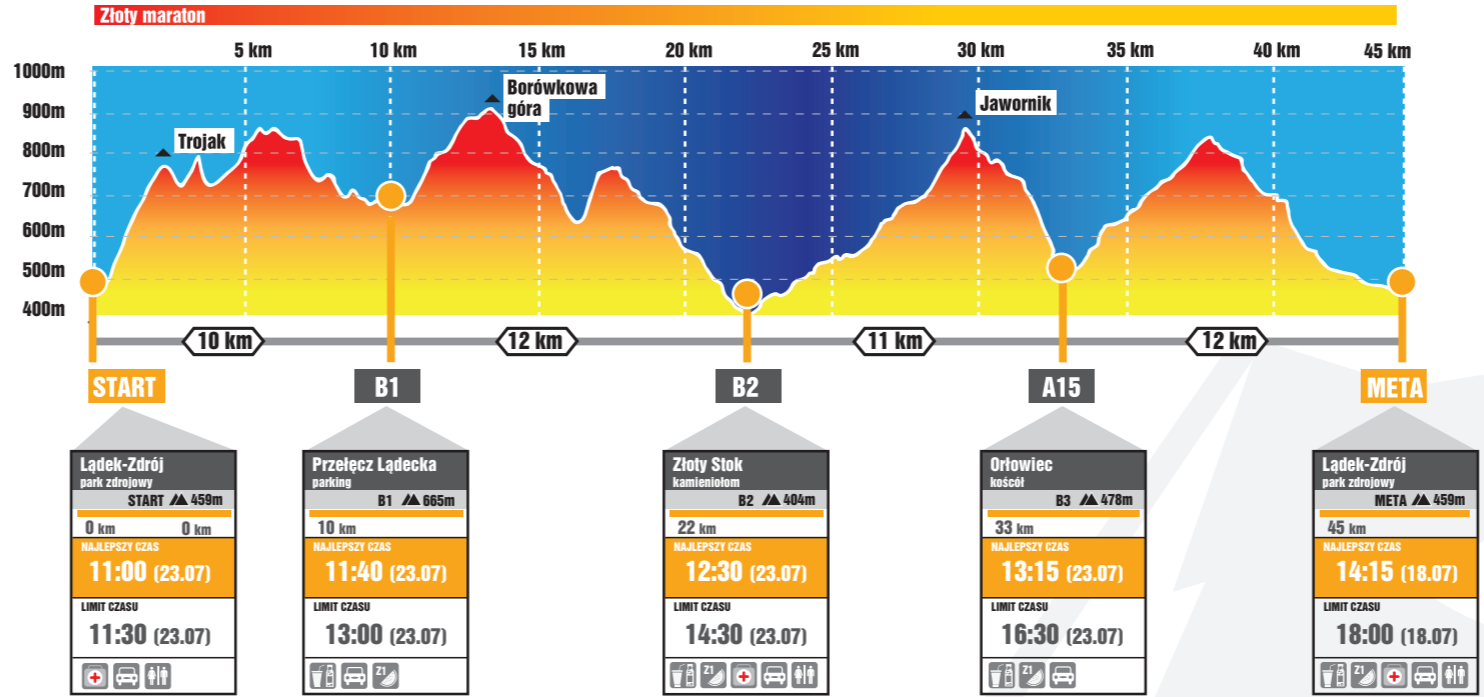 Złoty maraton
5 km 10 km 15 km 20 km 25 km 30 km 35 km 40 km 45 km
1000m
900m
800m
700m
600m
500m
400m
Trojak
Borówkowa
góra
Jawornik
10 km 12 km 11 km 12 km
START B1 B2 A15 META
Lądek-Zdrój
park zdrojowy
START 459m
0 km 0 km
NAJLEPSZY CZAS
11:00 (23.07)
LIMIT CZASU
11:30 (23.07)
Przełęcz Lądecka
parking
B1 665m
10 km
NAJLEPSZY CZAS
11:40 (23.07)
LIMIT CZASU
13:00 (23.07)
Z1
Złoty Stok
kamieniołom
B2 404m
22 km
NAJLEPSZY CZAS
12:30 (23.07)
LIMIT CZASU
14:30 (23.07)
Z1
Orłowiec
koścół
B3 478m
33 km
NAJLEPSZY CZAS
13:15 (23.07)
LIMIT CZASU
16:30 (23.07)
Z1
Lądek-Zdrój
park zdrojowy
META 459m
45 km
NAJLEPSZY CZAS
14:15 (18.07)
LIMIT CZASU
18:00 (18.07)
Z1